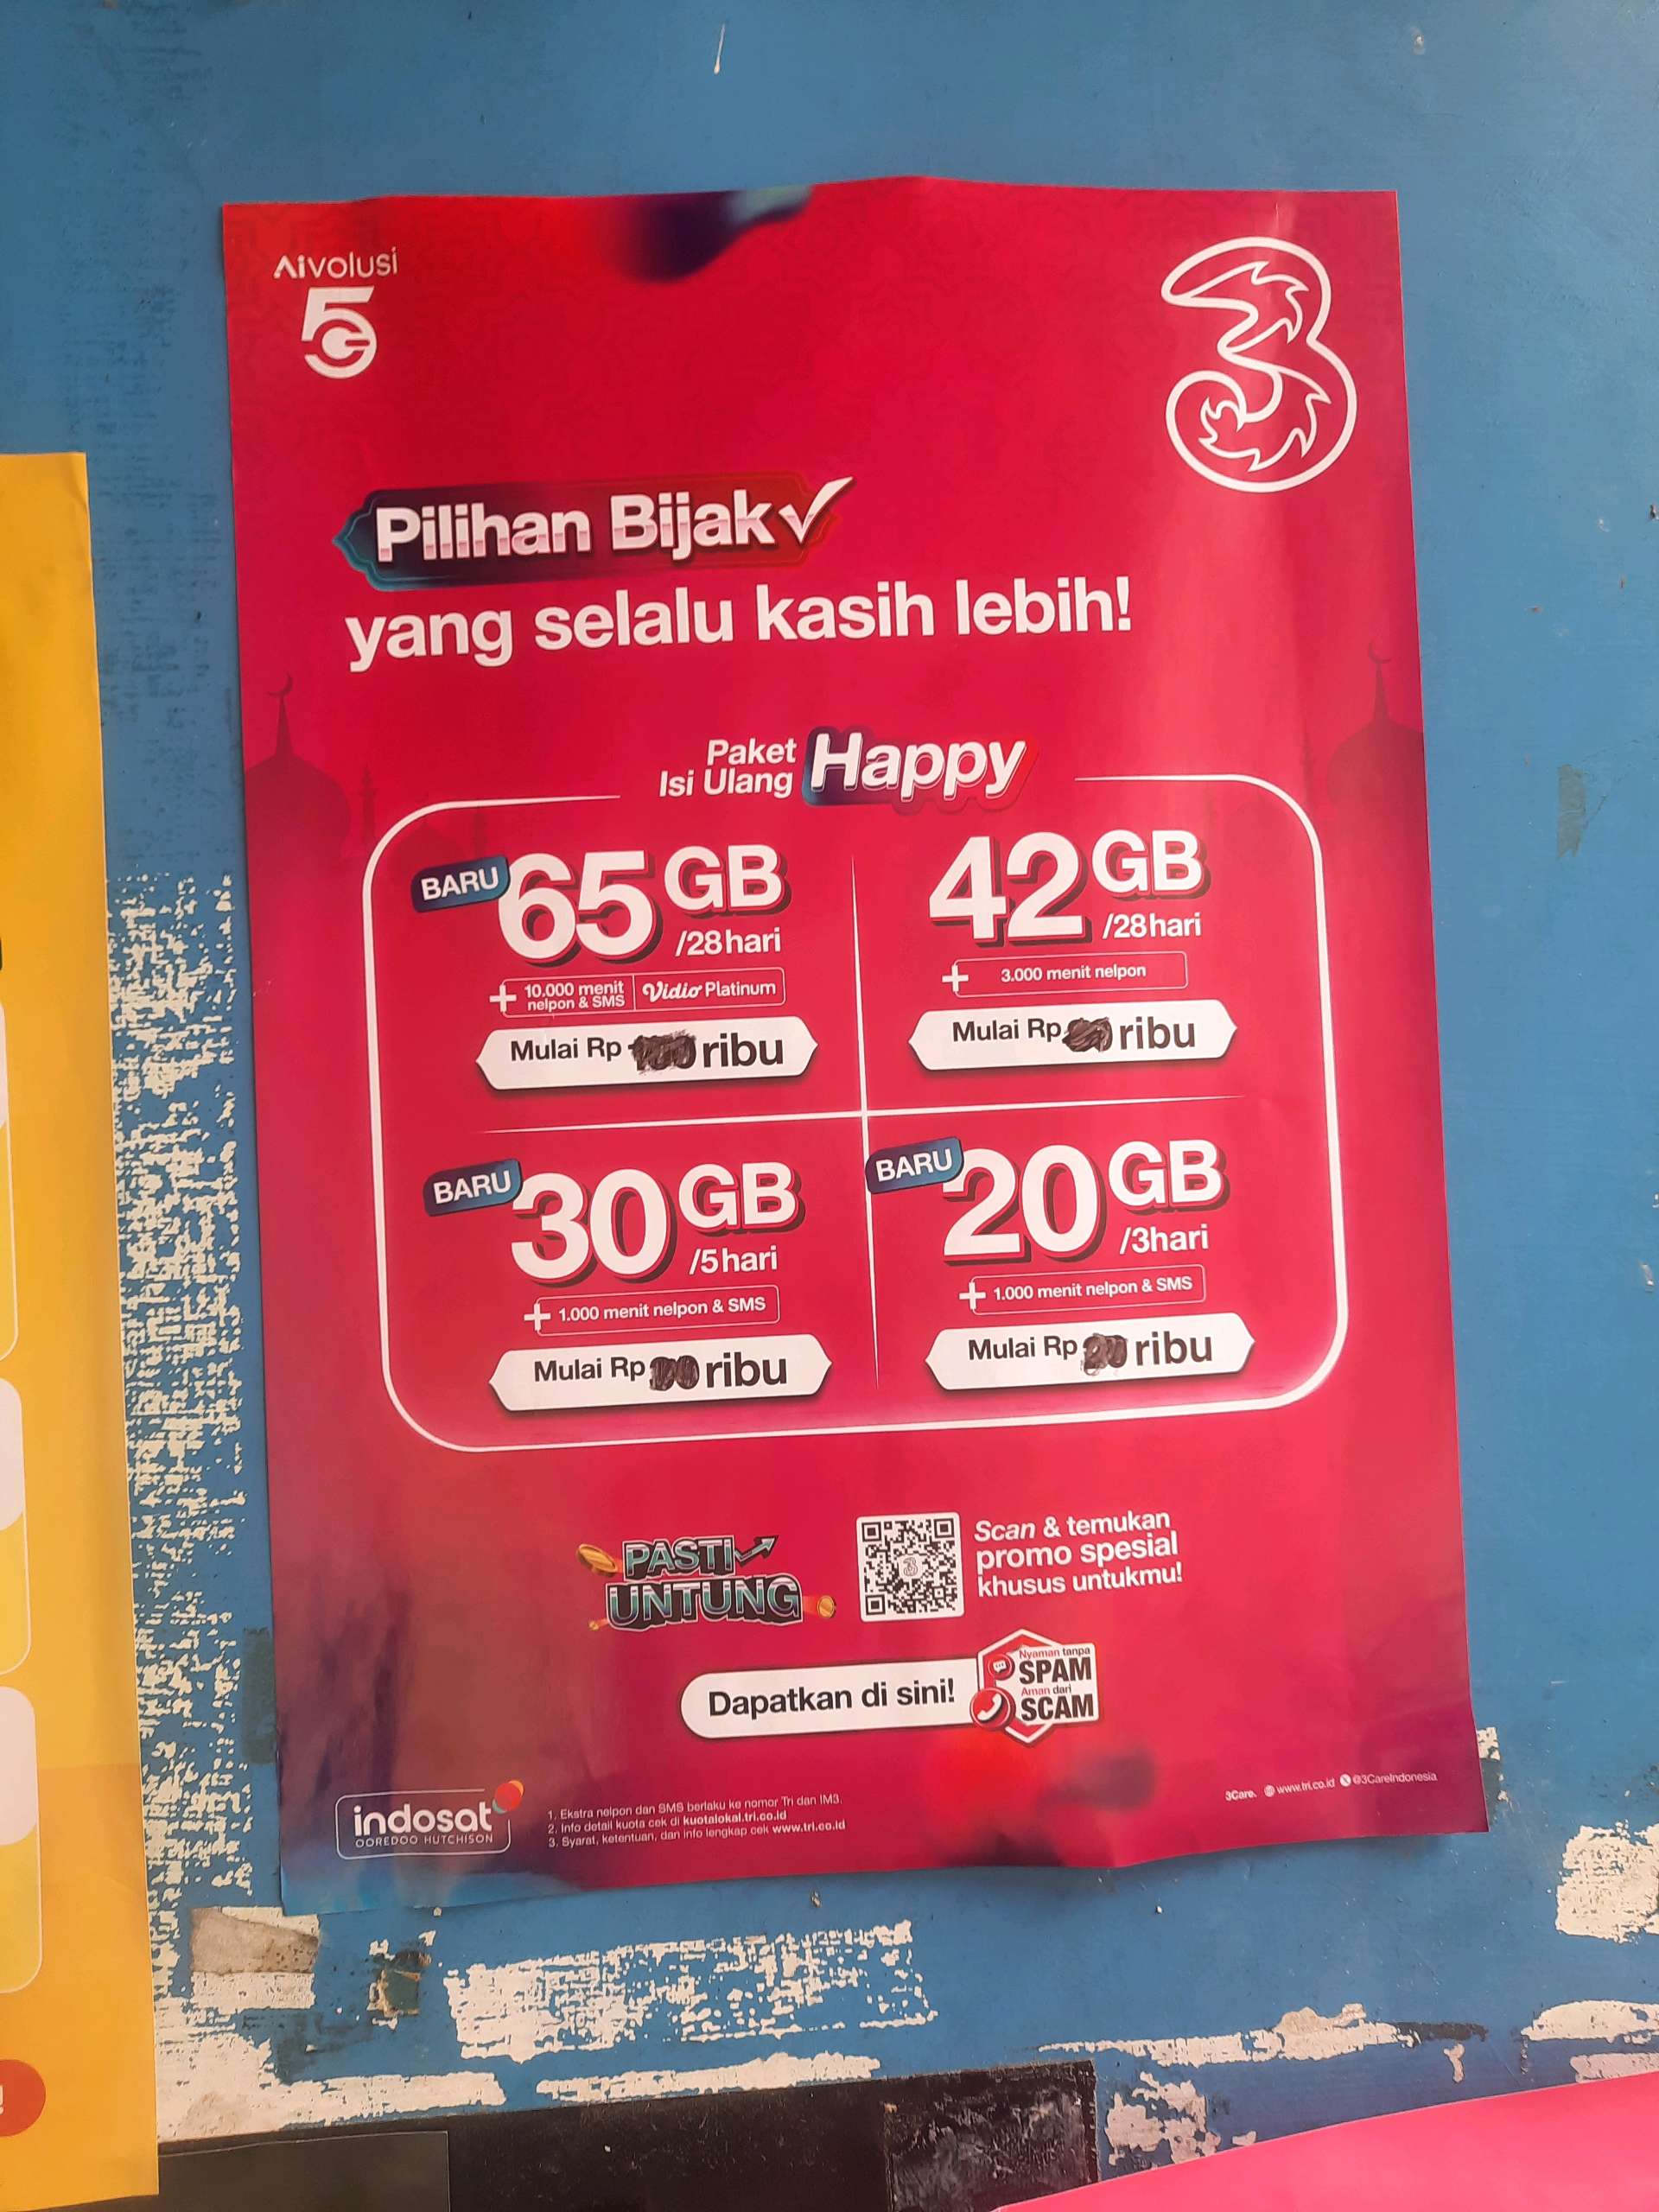 Aivolusi
5G
3
Pilihan Bijak
yang selalu kasih lebih!
Paket
Isi Ulang
Happy
BARU
65 GB
/28 hari
+ 10.000 menit
nelpon & SMS
Vidio Platinum
Mulai Rp ribu
42 GB
/28 hari
+ 3.000 menit nelpon
Mulai Rp ribu
BARU
30 GB
/5 hari
+ 1.000 menit nelpon & SMS
Mulai Rp ribu
BARU
20 GB
/3hari
+ 1.000 menit nelpon & SMS
Mulai Rp ribu
PASTI
UNTUNG
Scan & temukan
promo spesial
khusus untukmu!
Dapatkan di sini!
Nyaman tanpa
SPAM
Aman dari
SCAM
indosat
OOREDOO HUTCHISON
1. Ekstra nelpon dan SMS berlaku ke nomor Tri dan IM3.
2. Info detail kuota cek di kuotalokal.tri.co.id
3. Syarat, ketentuan, dan info lengkap cek www.tri.co.id
3Care. www.tri.co.id @3CareIndonesia